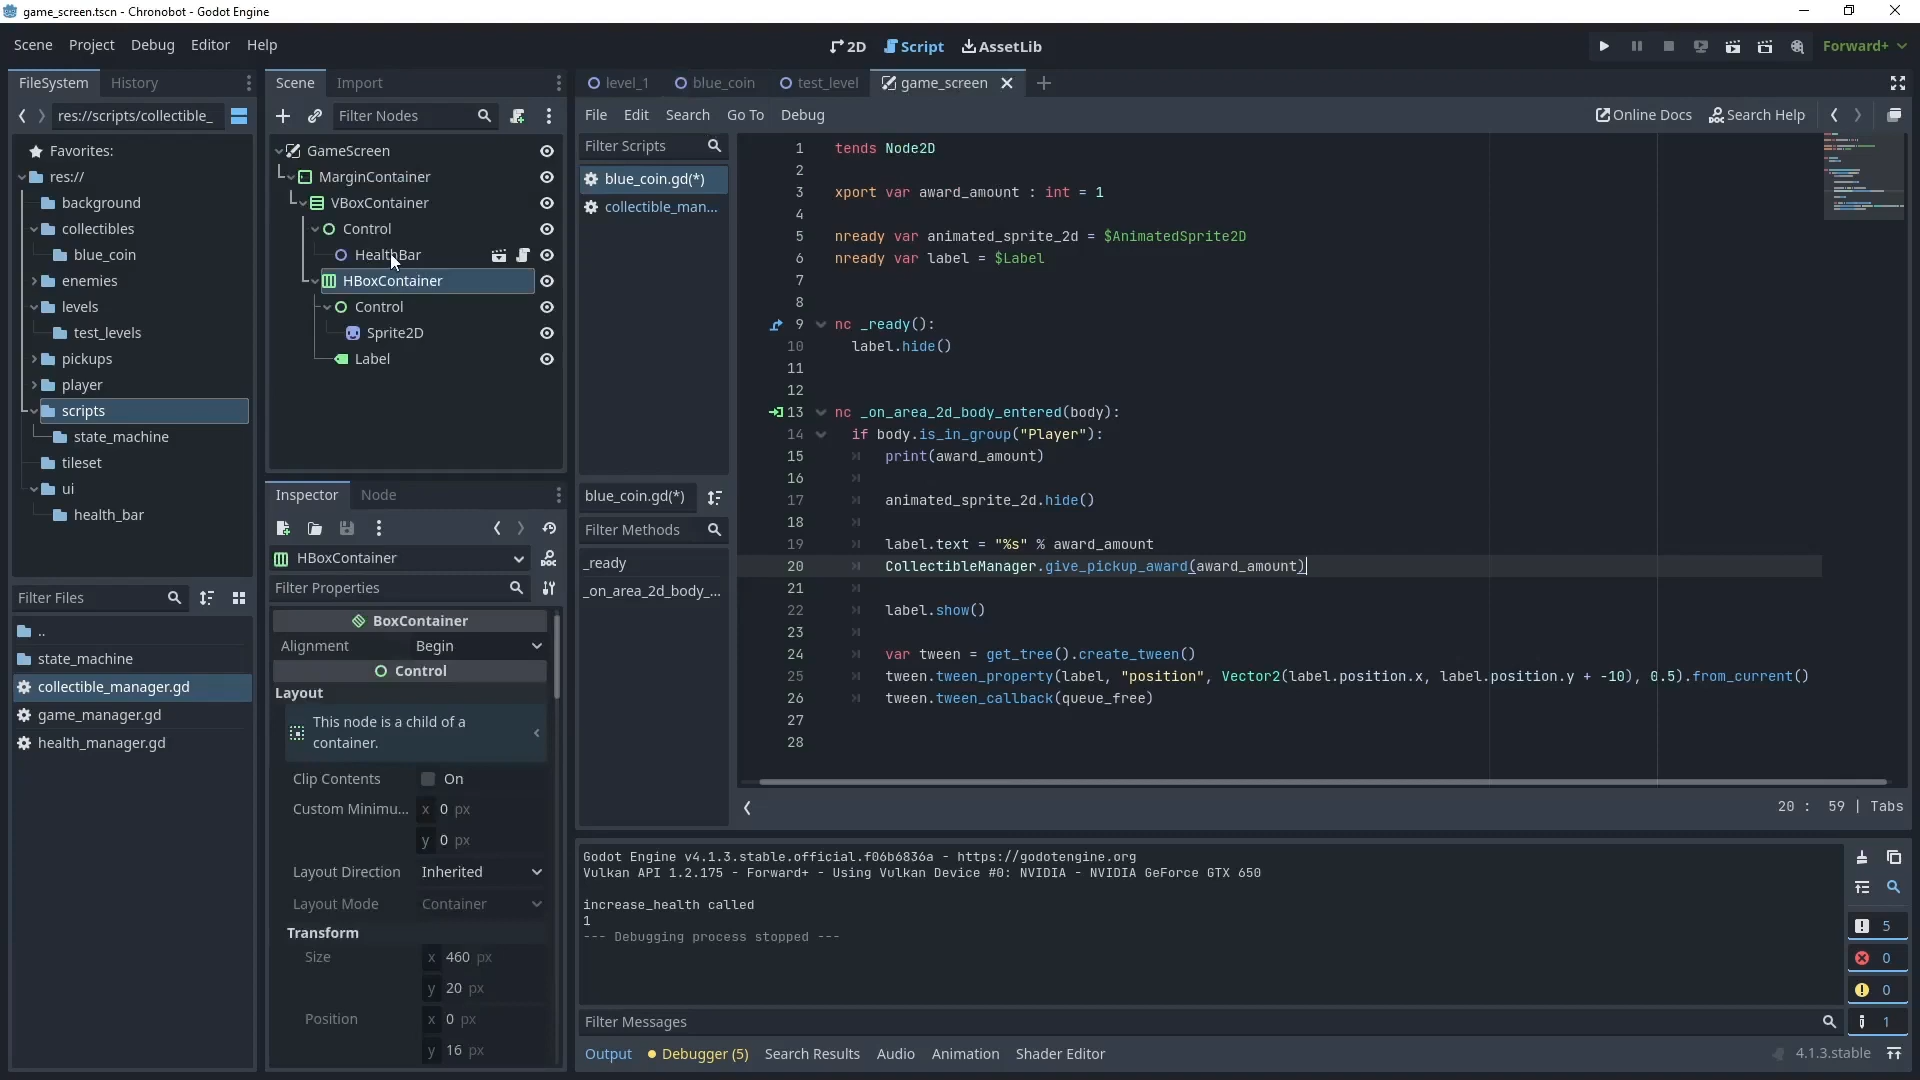 game_screen.tscn - Chronobot - Godot Engine
Scene Project Debug Editor Help
2D Script AssetLib
Forward+
FileSystem History
res://scripts/collectible_
Favorites:
res://
background
collectibles
blue_coin
enemies
levels
test_levels
pickups
player
scripts
state_machine
tileset
ui
health_bar
Filter Files
..
state_machine
collectible_manager.gd
game_manager.gd
health_manager.gd
Scene Import
Filter Nodes
GameScreen
MarginContainer
VBoxContainer
Control
HealthBar
HBoxContainer
Control
Sprite2D
Label
Inspector Node
HBoxContainer
Filter Properties
BoxContainer
Alignment Begin
Control
Layout
This node is a child of a
container.
Clip Contents On
Custom Minimu... x 0 px
y 0 px
Layout Direction Inherited
Layout Mode Container
Transform
Size x 460 px
y 20 px
Position x 0 px
y 16 px
level_1 blue_coin test_level game_screen
File Edit Search Go To Debug
Online Docs Search Help
Filter Scripts
blue_coin.gd(*)
collectible_man...
blue_coin.gd(*)
Filter Methods
_ready
_on_area_2d_body_...
1 tends Node2D
2
3 xport var award_amount : int = 1
4
5 nready var animated_sprite_2d = $AnimatedSprite2D
6 nready var label = $Label
7
8
9 nc _ready():
10 label.hide()
11
12
13 nc _on_area_2d_body_entered(body):
14 if body.is_in_group("Player"):
15 print(award_amount)
16
17 animated_sprite_2d.hide()
18
19 label.text = "%s" % award_amount
20 CollectibleManager.give_pickup_award(award_amount)
21
22 label.show()
23
24 var tween = get_tree().create_tween()
25 tween.tween_property(label, "position", Vector2(label.position.x, label.position.y + -10), 0.5).from_current()
26 tween.tween_callback(queue_free)
27
28
20 : 59 | Tabs
Godot Engine v4.1.3.stable.official.f06b6836a - https://godotengine.org
Vulkan API 1.2.175 - Forward+ - Using Vulkan Device #0: NVIDIA - NVIDIA GeForce GTX 650
increase_health called
1
--- Debugging process stopped ---
5
0
0
1
Filter Messages
Output Debugger (5) Search Results Audio Animation Shader Editor
4.1.3.stable